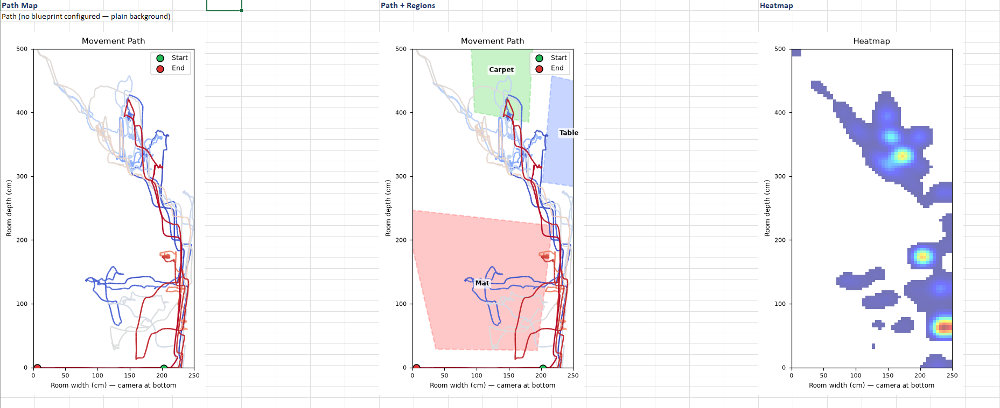 Path Map
Path + Regions
Heatmap
Path (no blueprint configured — plain background)
Movement Path
Start
End
500
400
300
200
100
0
0
50
100
150
200
250
Room depth (cm)
Room width (cm) — camera at bottom
Movement Path
Start
End
Carpet
Table
Mat
500
400
300
200
100
0
0
50
100
150
200
250
Room depth (cm)
Room width (cm) — camera at bottom
Heatmap
500
400
300
200
100
0
0
50
100
150
200
250
Room depth (cm)
Room width (cm) — camera at bottom